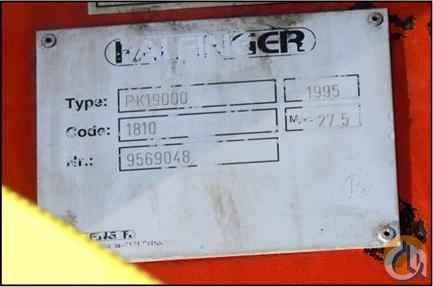 PALFINGER
Type: PK19000 1995
Code: 1810 27.5
Nr.: 9569048